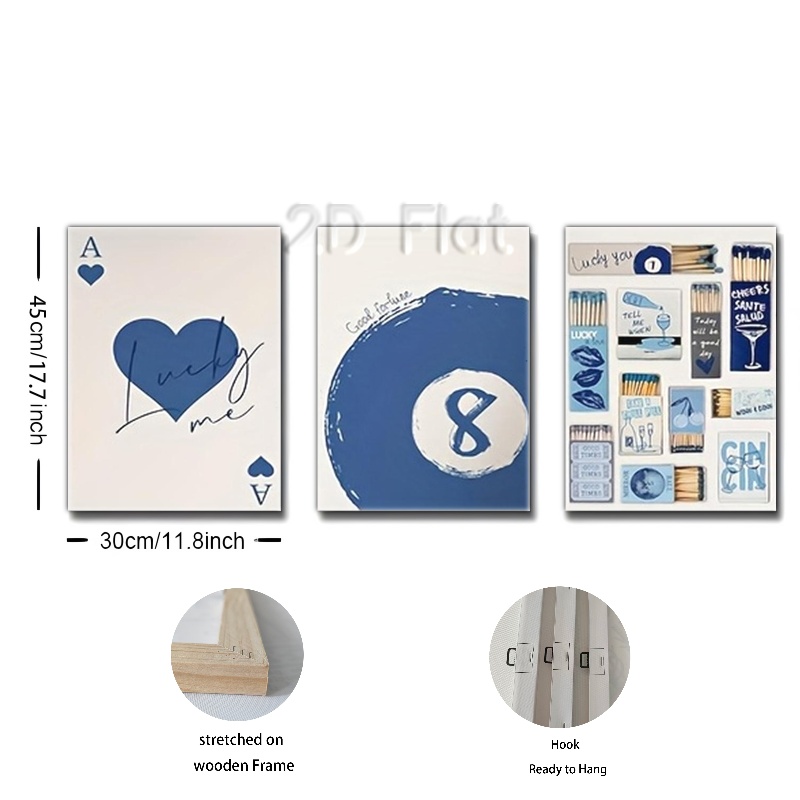 2D Flat
A
Lucky
me
A
Good fortune
8
Lucky you
7
CHEERS
SANTE
SALUD
TELL
ME
WHEN
Today
will be
a good
day
LUCKY
GOOD
TIMES
GOOD
TIMES
GOOD
TIMES
CIN
CIN
45cm/17.7inch
30cm/11.8inch
stretched on
wooden Frame
Hook
Ready to Hang